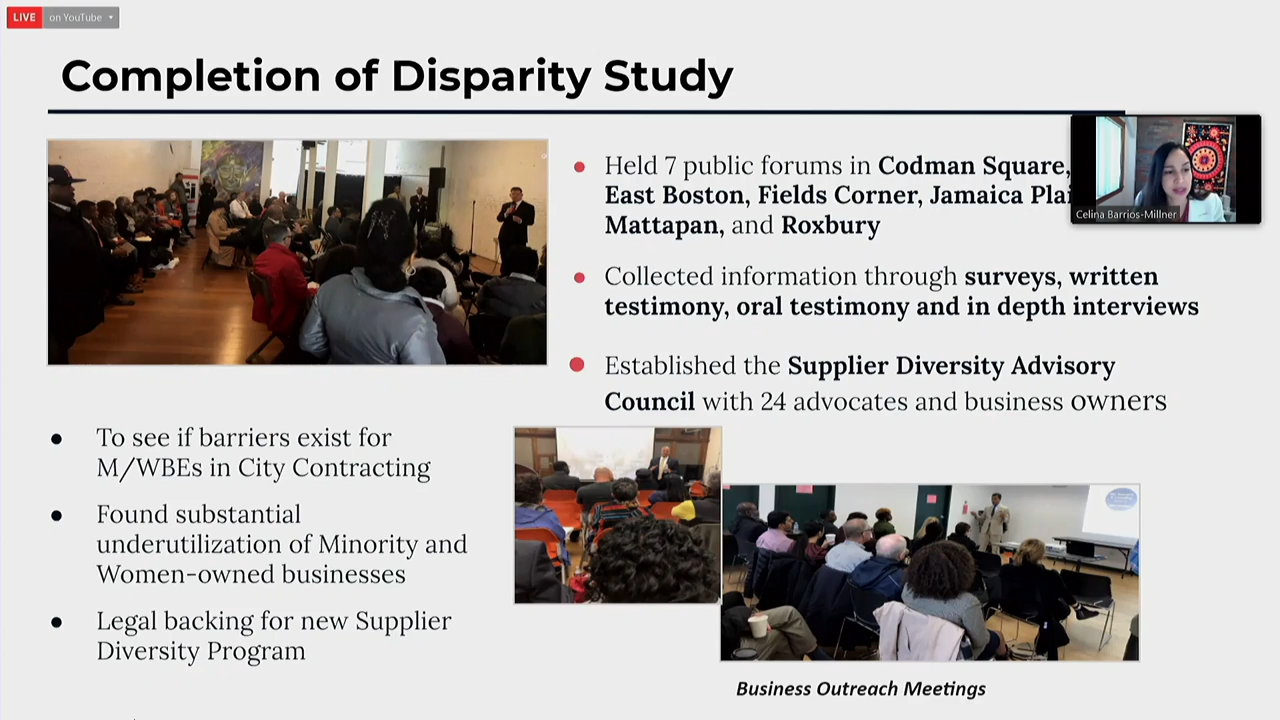 LIVE on YouTube
Completion of Disparity Study
Held 7 public forums in Codman Square,
East Boston, Fields Corner, Jamaica Plai
Mattapan, and Roxbury
Celina Barrios-Millner
Collected information through surveys, written
testimony, oral testimony and in depth interviews
Established the Supplier Diversity Advisory
Council with 24 advocates and business owners
To see if barriers exist for
M/WBEs in City Contracting
Found substantial
underutilization of Minority and
Women-owned businesses
Legal backing for new Supplier
Diversity Program
Business Outreach Meetings